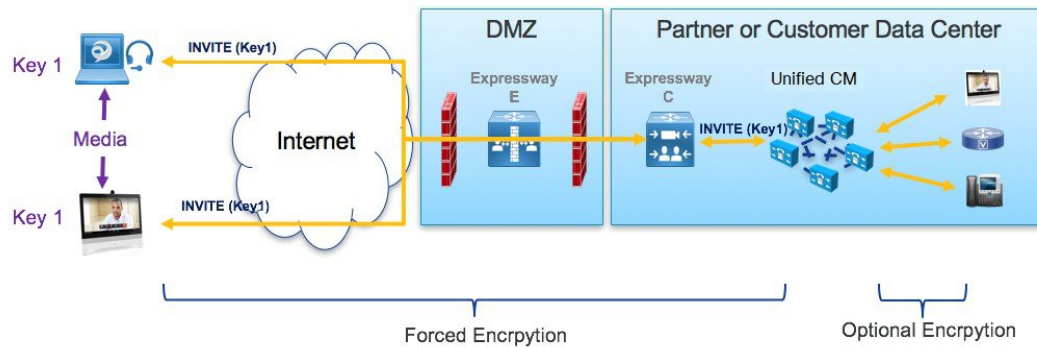 DMZ
Partner or Customer Data Center
Key 1
INVITE (Key1)
Expressway
E
Expressway
C
Unified CM
Media
Internet
INVITE (Key1)
V
Key 1
INVITE (Key1)
Forced Encrpytion
Optional Encrpytion